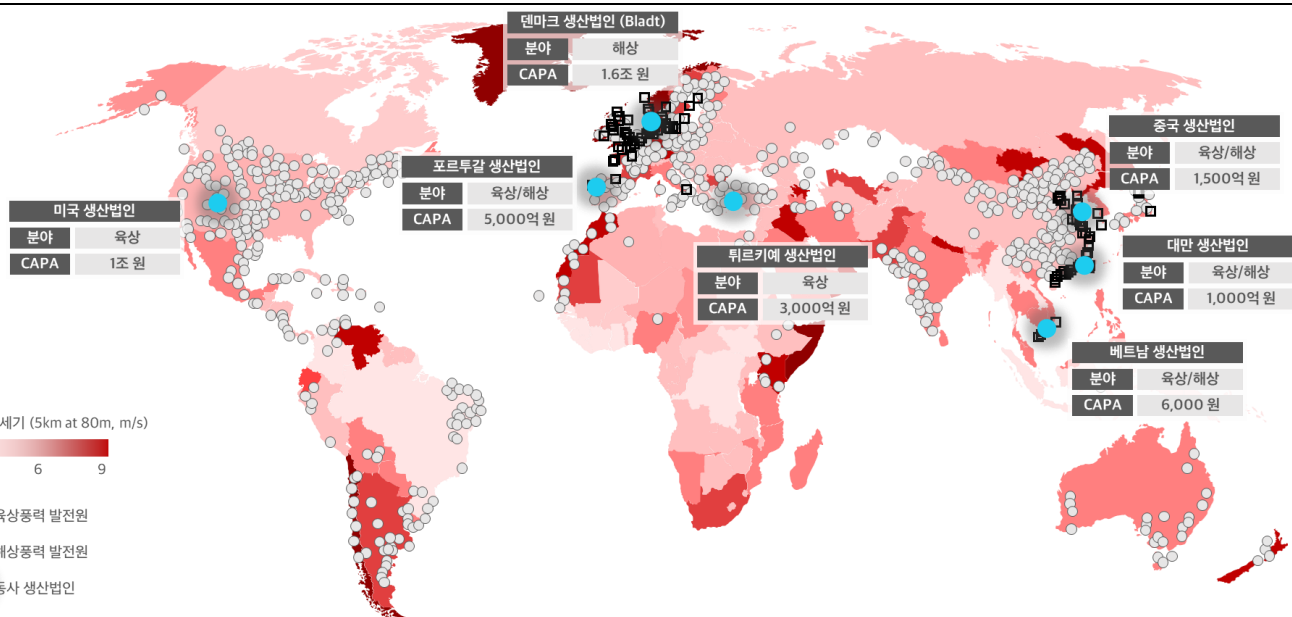 덴마크 생산법인 (Bladt)
분야 해상
CAPA 1.6조 원
중국 생산법인
분야 육상/해상
CAPA 1,500억 원
포르투갈 생산법인
분야 육상/해상
CAPA 5,000억 원
미국 생산법인
분야 육상
CAPA 1조 원
튀르키예 생산법인
분야 육상
CAPA 3,000억 원
대만 생산법인
분야 육상/해상
CAPA 1,000억 원
베트남 생산법인
분야 육상/해상
CAPA 6,000 원
세기 (5km at 80m, m/s)
6 9
육상풍력 발전원
해상풍력 발전원
동사 생산법인